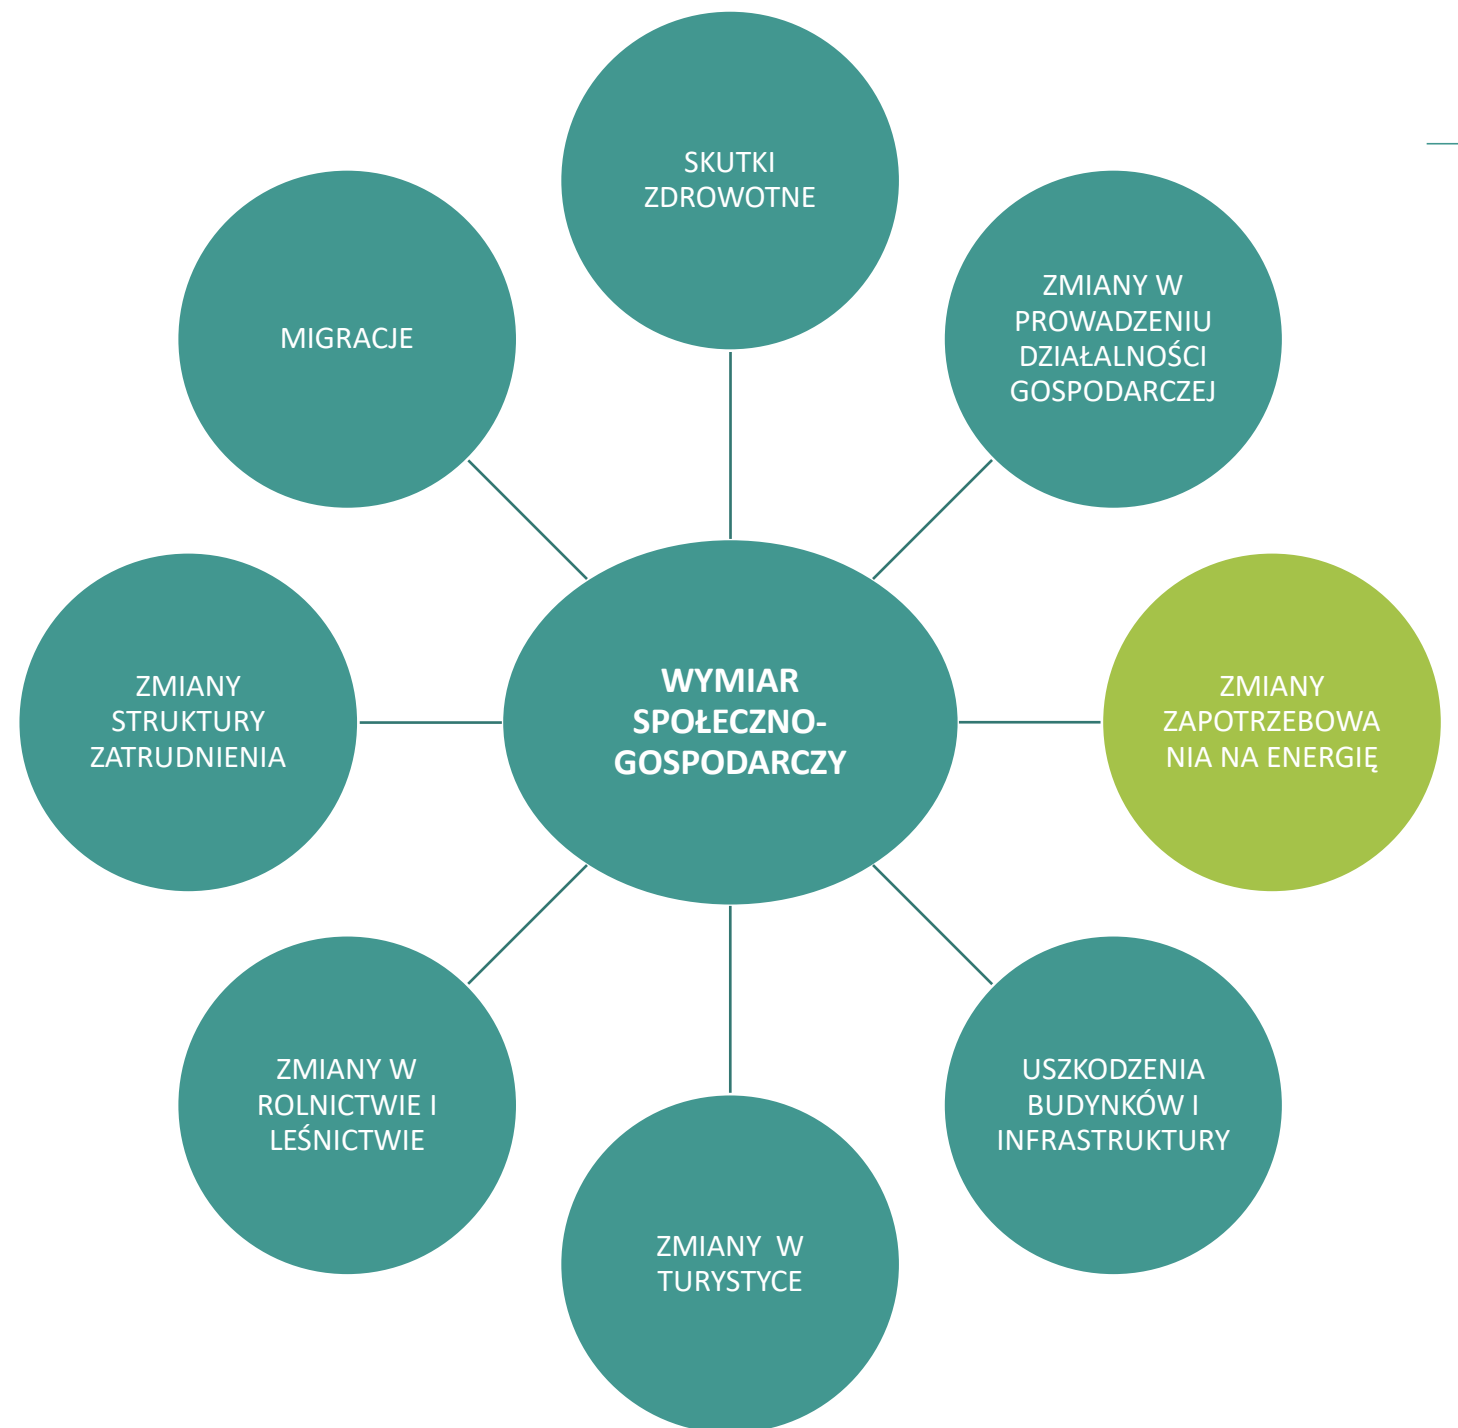 SKUTKI
ZDROWOTNE
ZMIANY W
PROWADZENIU
DZIAŁALNOŚCI
GOSPODARCZEJ
MIGRACJE
ZMIANY
STRUKTURY
ZATRUDNIENIA
WYMIAR
SPOŁECZNO-
GOSPODARCZY
ZMIANY
ZAPOTRZEBOWA
NIA NA ENERGIĘ
ZMIANY W
ROLNICTWIE I
LEŚNICTWIE
USZKODZENIA
BUDYNKÓW I
INFRASTRUKTURY
ZMIANY  W
TURYSTYCE